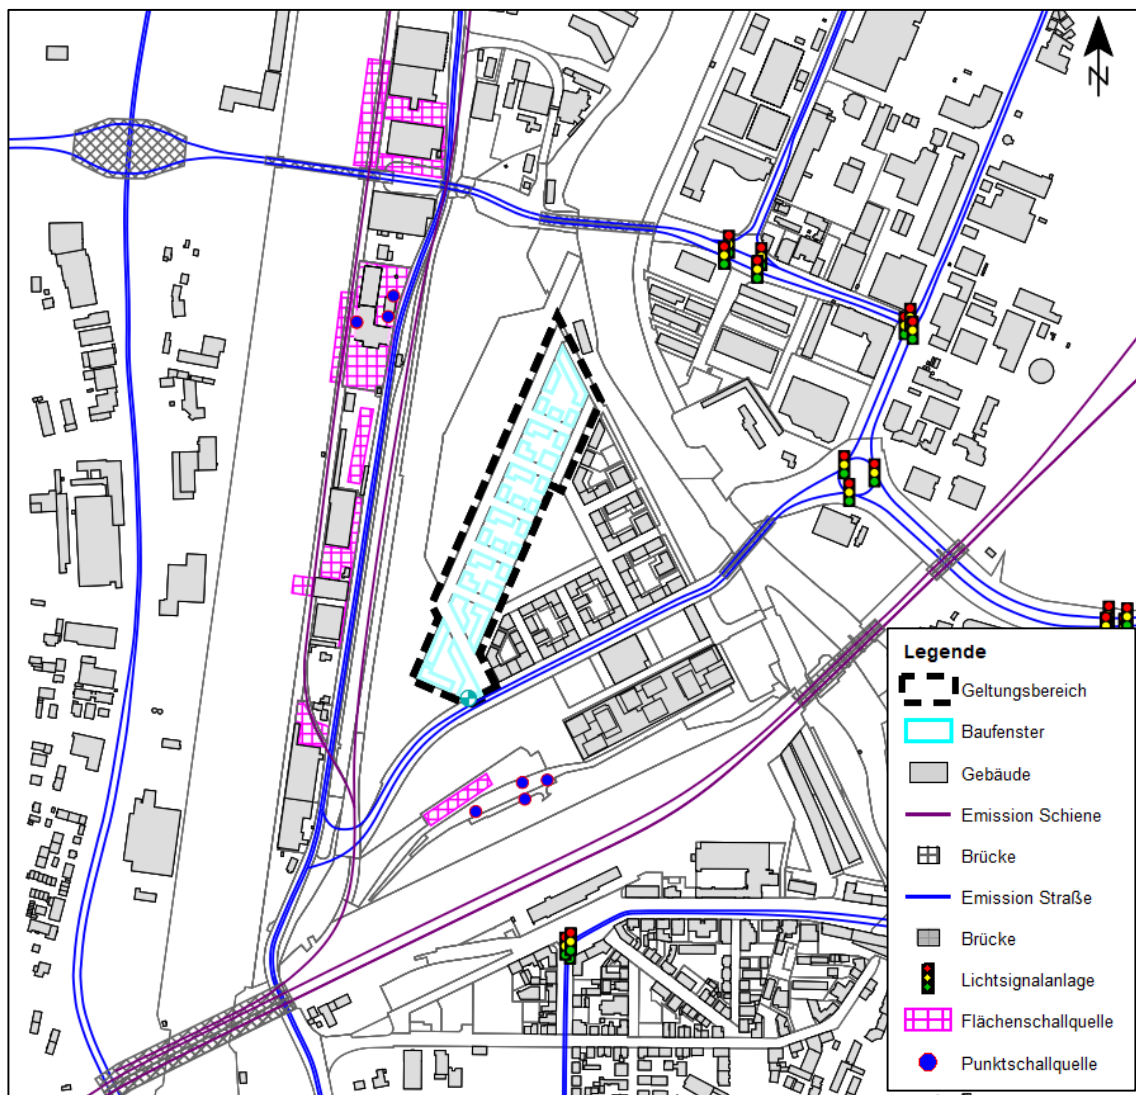 N
Legende
Geltungsbereich
Baufenster
Gebäude
Emission Schiene
Brücke
Emission Straße
Brücke
Lichtsignalanlage
Flächenschallquelle
Punktschallquelle